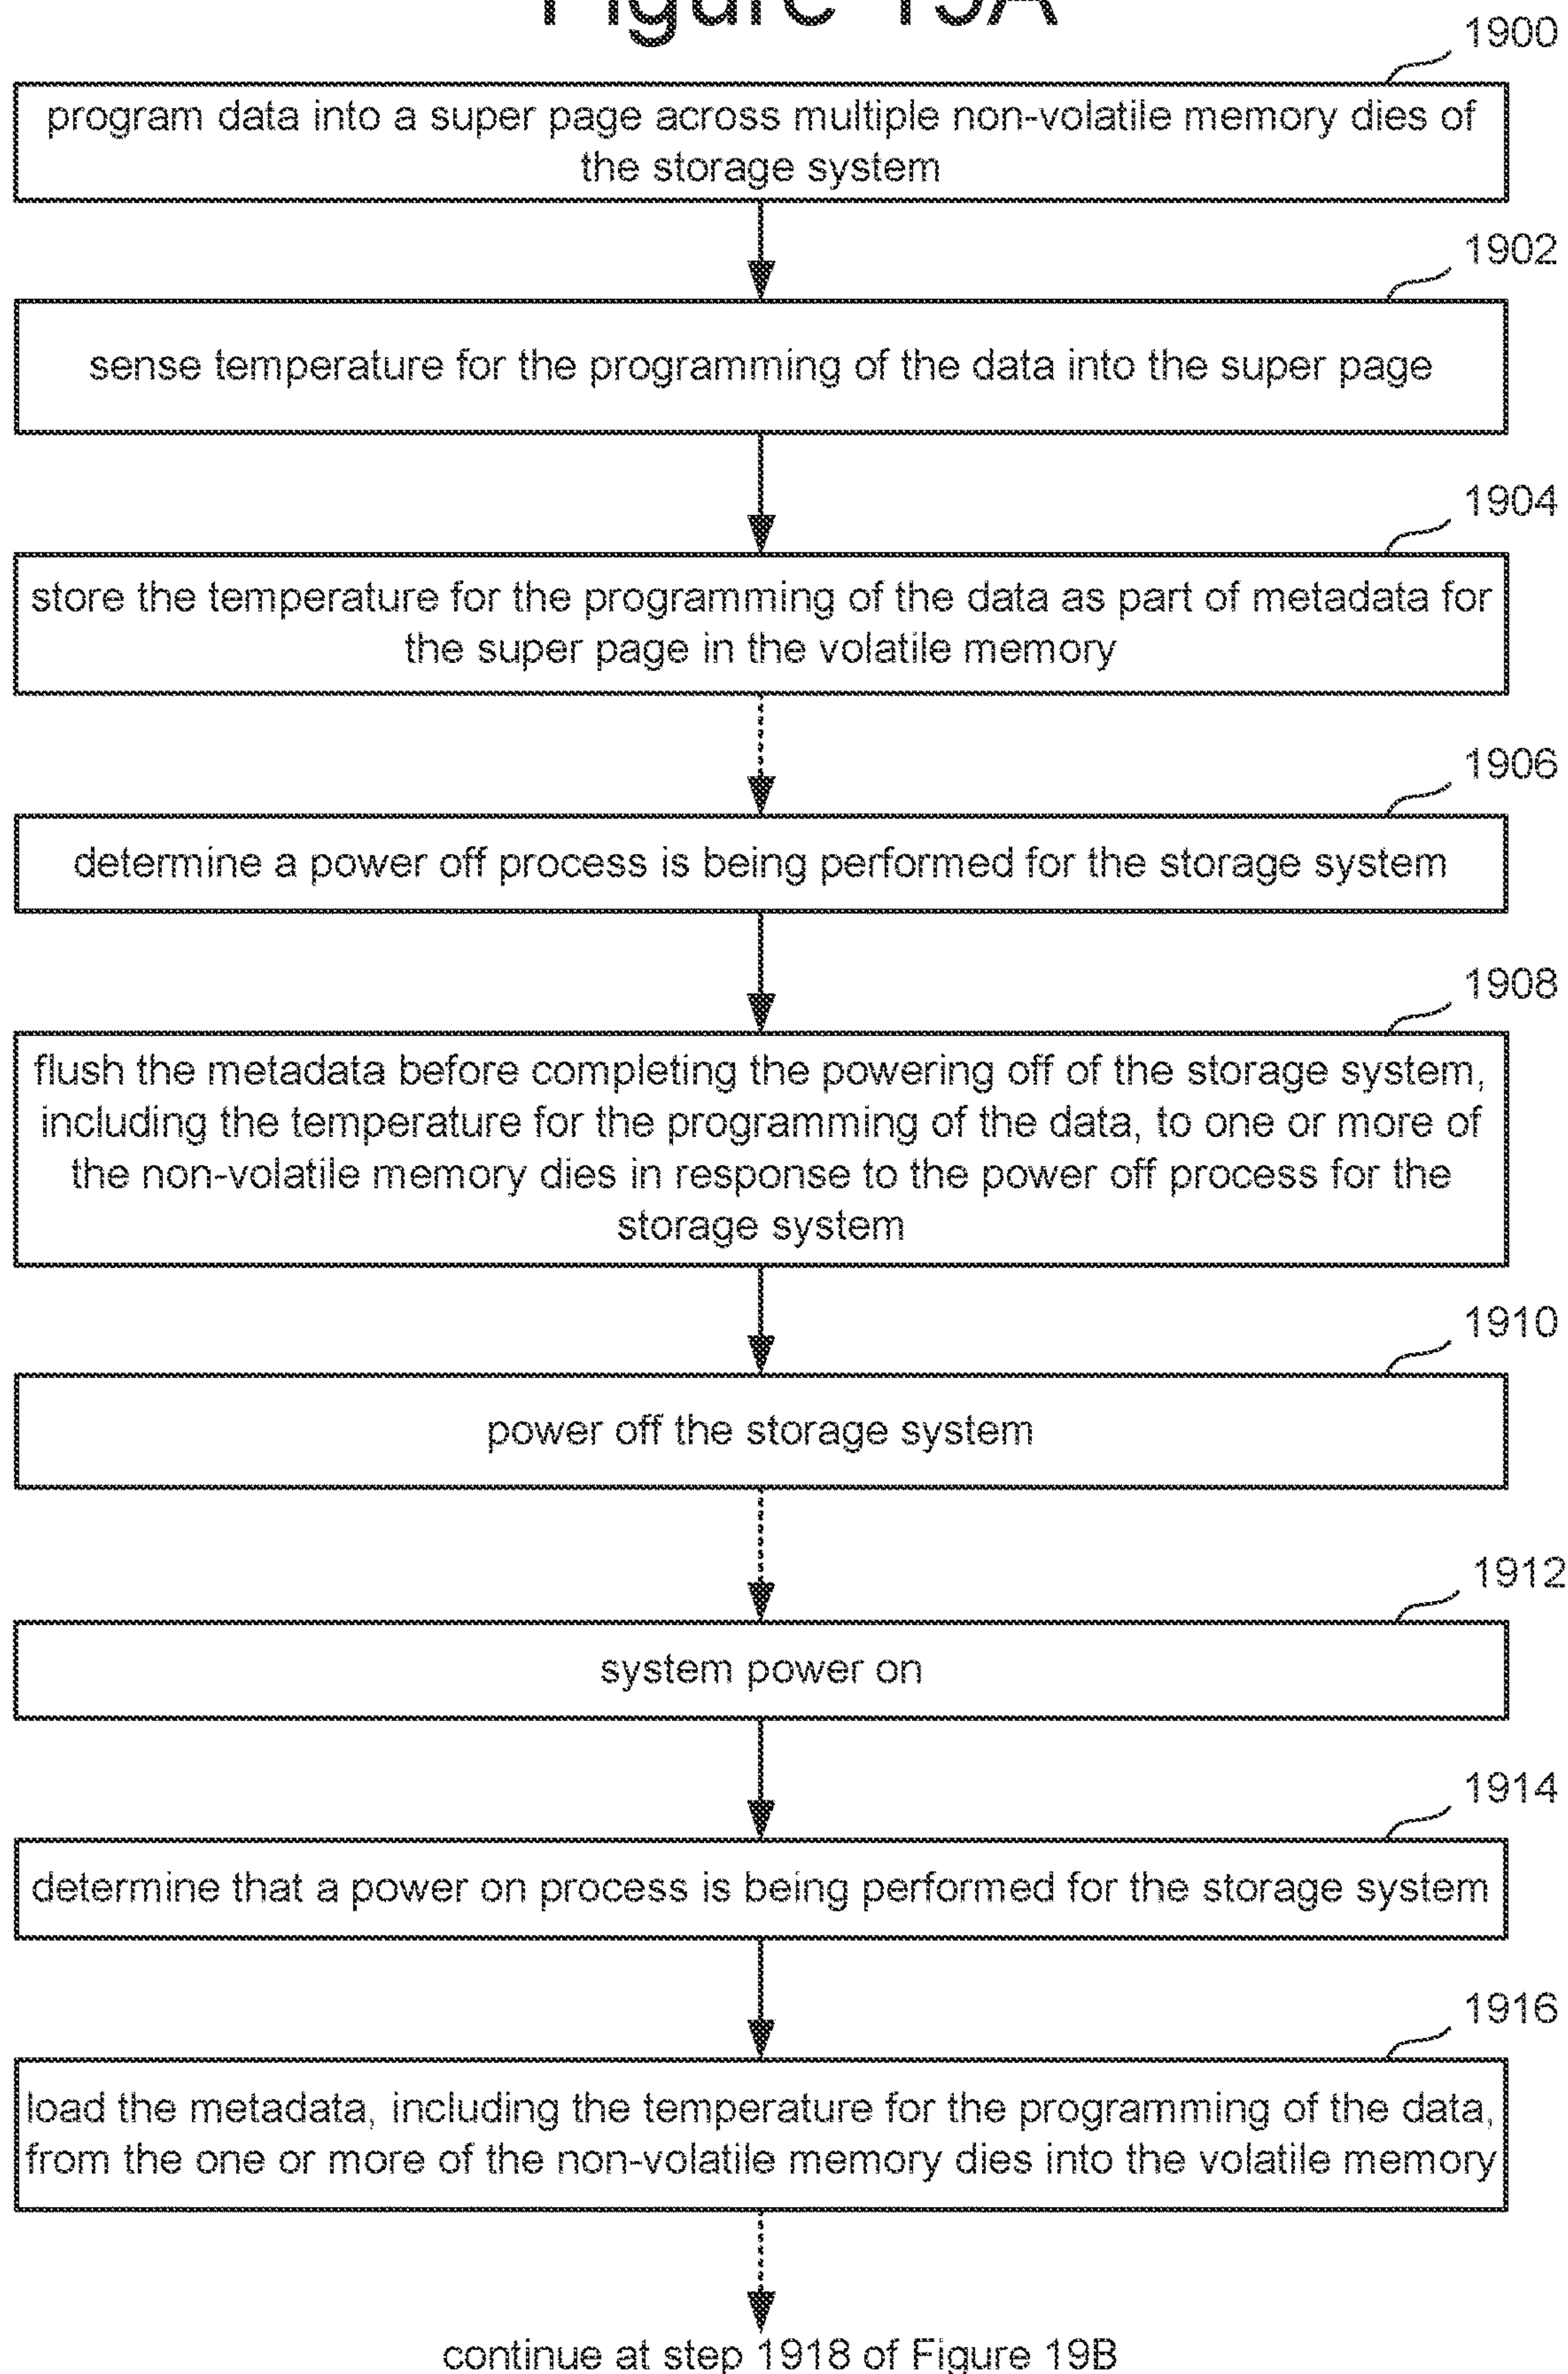 Figure 19A
1900
program data into a super page across multiple non-volatile memory dies of
the storage system
1902
sense temperature for the programming of the data into the super page
1904
store the temperature for the programming of the data as part of metadata for
the super page in the volatile memory
1906
determine a power off process is being performed for the storage system
1908
flush the metadata before completing the powering off of the storage system,
including the temperature for the programming of the data, to one or more of
the non-volatile memory dies in response to the power off process for the
storage system
1910
power off the storage system
1912
system power on
1914
determine that a power on process is being performed for the storage system
1916
load the metadata, including the temperature for the programming of the data,
from the one or more of the non-volatile memory dies into the volatile memory
continue at step 1918 of Figure 19B